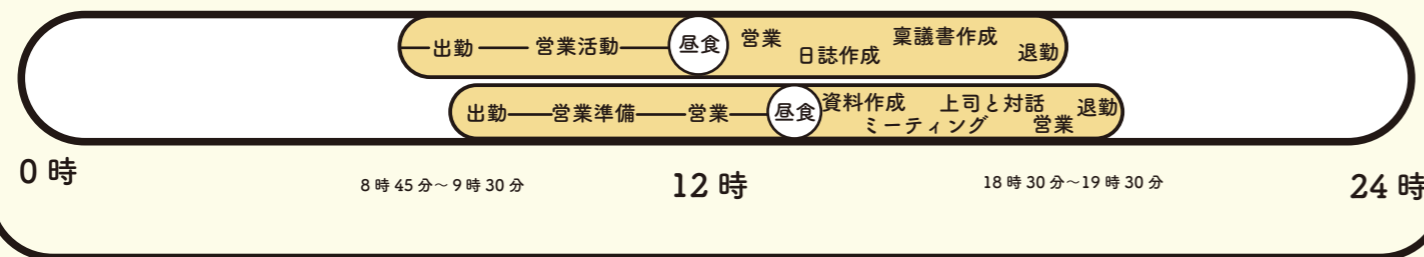 出勤 営業活動 昼食 営業 日誌作成 稟議書作成 退勤
出勤 営業準備 営業 昼食 資料作成 ミーティング 上司と対話 営業 退勤
0時 8時45分〜9時30分 12時 18時30分〜19時30分 24時